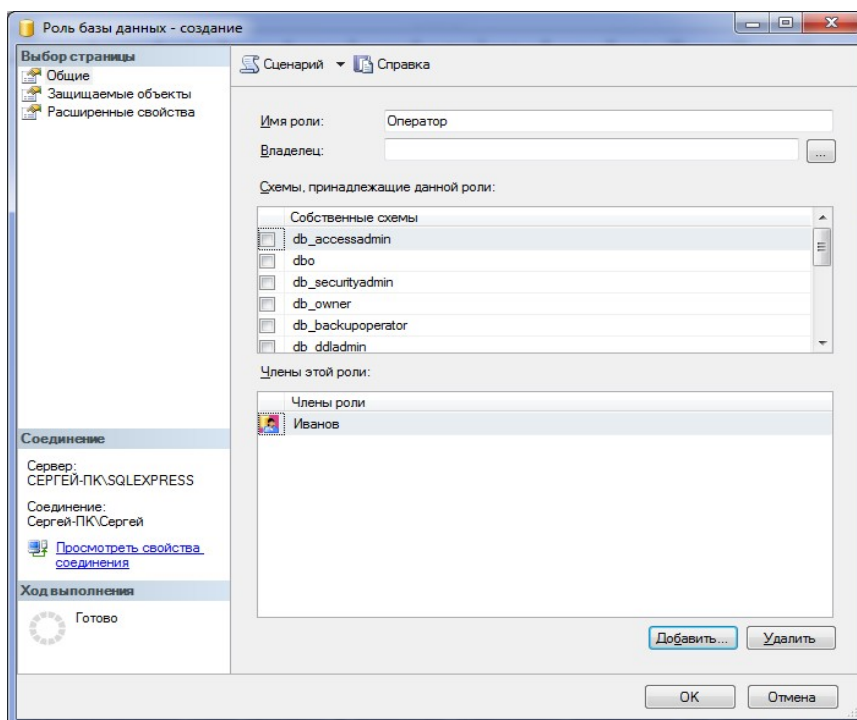 Роль базы данных - создание
Выбор страницы
Общие
Защищаемые объекты
Расширенные свойства
Сценарий
Справка
Имя роли:
Оператор
Владелец:
...
Схемы, принадлежащие данной роли:
Собственные схемы
db_accessadmin
dbo
db_securityadmin
db_owner
db_backupoperator
db_ddladmin
Члены этой роли:
Члены роли
Иванов
Соединение
Сервер:
СЕРГЕЙ-ПК\SQLEXPRESS
Соединение:
Сергей-ПК\Сергей
Просмотреть свойства
соединения
Ход выполнения
Готово
Добавить...
Удалить
OK
Отмена